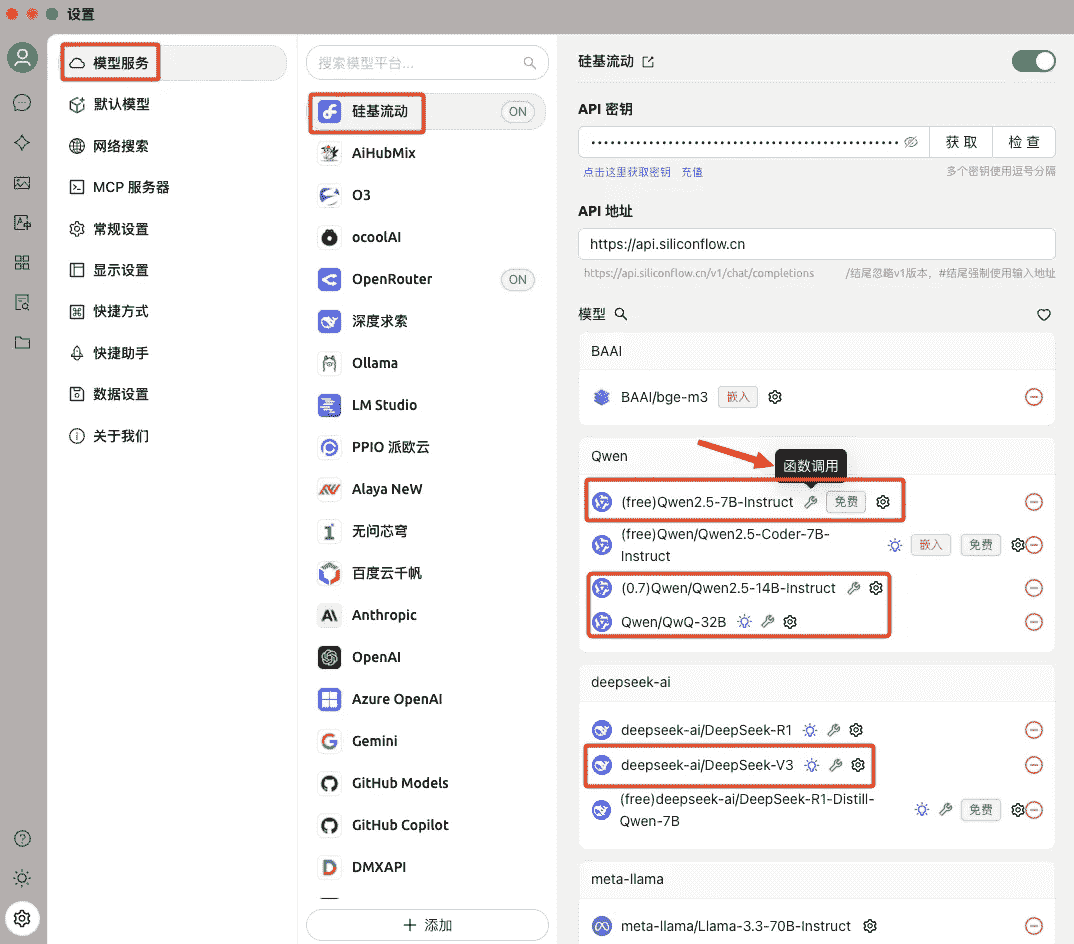 设置
模型服务
默认模型
网络搜索
MCP 服务器
常规设置
显示设置
快捷方式
快捷助手
数据设置
关于我们
搜索模型平台...
硅基流动 ON
AiHubMix
O3
ocoolAI
OpenRouter ON
深度求索
Ollama
LM Studio
PPIO 派欧云
Alaya NeW
无问芯穹
百度云千帆
Anthropic
OpenAI
Azure OpenAI
Gemini
GitHub Models
GitHub Copilot
DMXAPI
添加
硅基流动
API 密钥
获 取 检 查
点击这里获取密钥 充值 多个密钥使用逗号分隔
API 地址
https://api.siliconflow.cn
https://api.siliconflow.cn/v1/chat/completions /结尾忽略v1版本，#结尾强制使用输入地址
模型
BAAI
BAAI/bge-m3 嵌入
Qwen
函数调用
(free)Qwen2.5-7B-Instruct 免费
(free)Qwen/Qwen2.5-Coder-7B-
Instruct 嵌入 免费
(0.7)Qwen/Qwen2.5-14B-Instruct
Qwen/QwQ-32B
deepseek-ai
deepseek-ai/DeepSeek-R1
deepseek-ai/DeepSeek-V3
(free)deepseek-ai/DeepSeek-R1-Distill-
Qwen-7B 免费
meta-llama
meta-llama/Llama-3.3-70B-Instruct